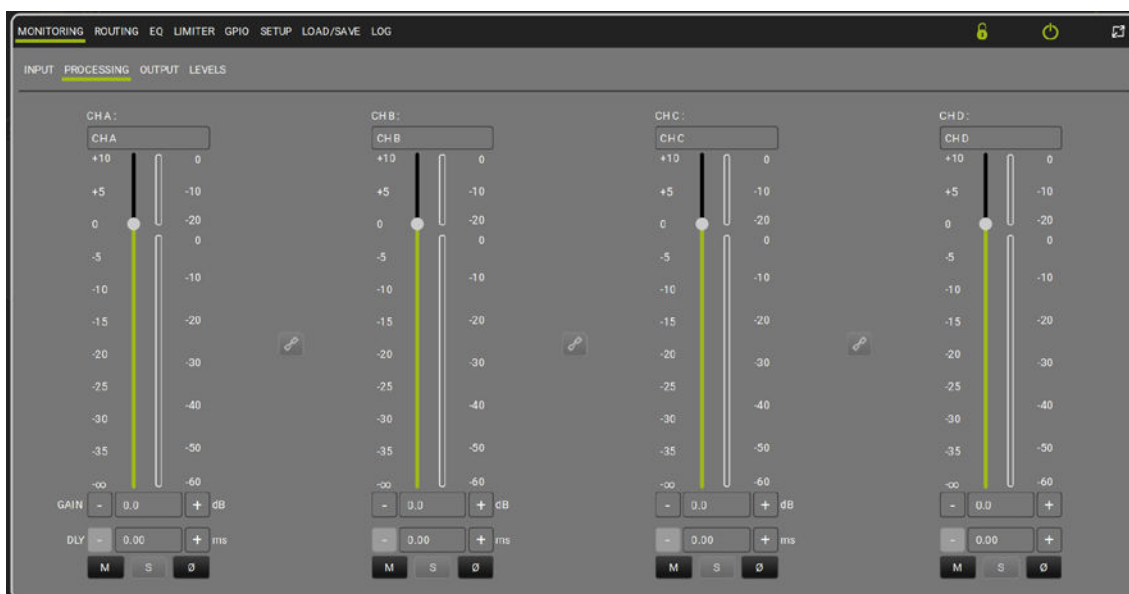 MONITORING ROUTING EQ LIMITER GPIO SETUP LOAD/SAVE LOG
INPUT PROCESSING OUTPUT LEVELS
CH A: CH B: CH C: CH D:
CH A CH B CH C CH D
+10 0 +10 0 +10 0 +10 0
+5 -10 +5 -10 +5 -10 +5 -10
0 -20 0 -20 0 -20 0 -20
0 0 0 0
-5 -5 -5 -5
-10 -10 -10 -10
-10 -10 -10 -10
-15 -20 -15 -20 -15 -20 -15 -20
-20 -30 -20 -30 -20 -30 -20 -30
-25 -25 -25 -25
-40 -40 -40 -40
-30 -30 -30 -30
-35 -50 -35 -50 -35 -50 -35 -50
-∞ -60 -∞ -60 -∞ -60 -∞ -60
GAIN - 0.0 + dB - 0.0 + dB - 0.0 + dB - 0.0 +
DLY - 0.00 + ms - 0.00 + ms - 0.00 + ms - 0.00 +
M S Ø M S Ø M S Ø M S Ø